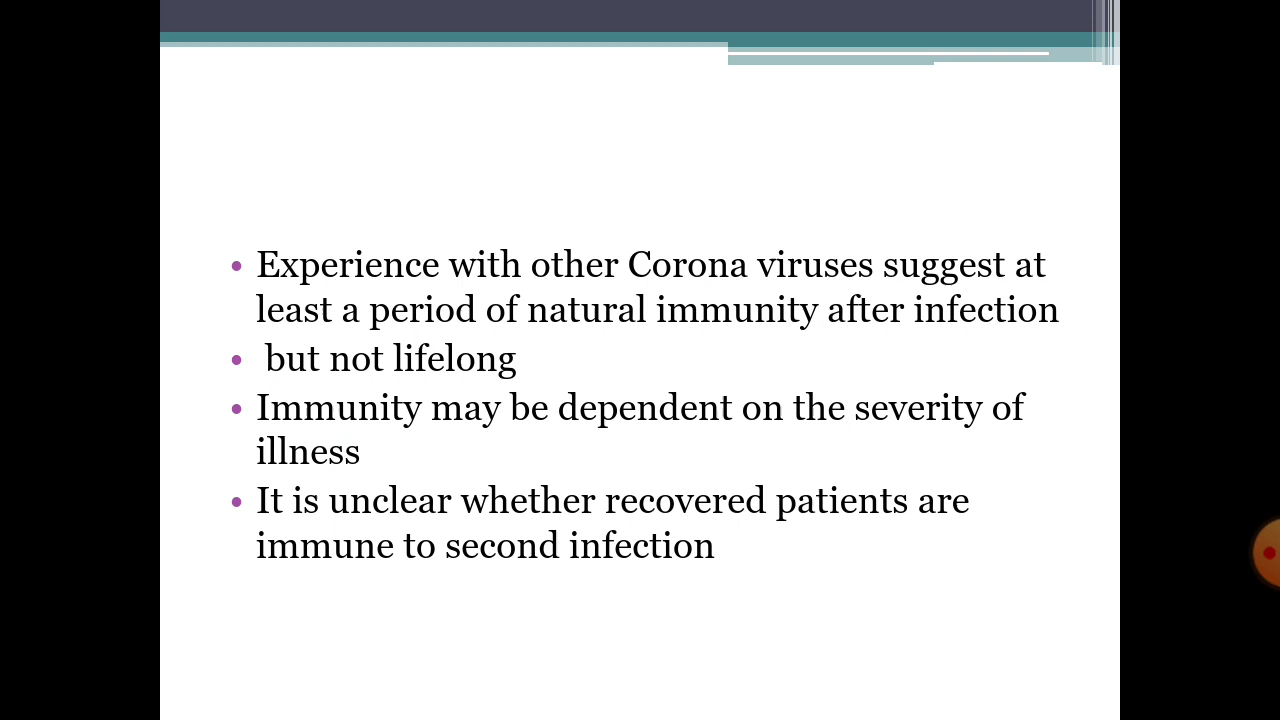 • Experience with other Corona viruses suggest at
least a period of natural immunity after infection
• but not lifelong
• Immunity may be dependent on the severity of
illness
• It is unclear whether recovered patients are
immune to second infection